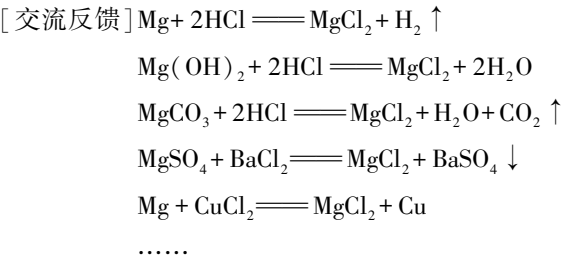 [交流反馈]Mg+2HCl══MgCl₂+H₂↑
Mg(OH)₂+2HCl══MgCl₂+2H₂O
MgCO₃+2HCl══MgCl₂+H₂O+CO₂↑
MgSO₄+BaCl₂══MgCl₂+BaSO₄↓
Mg+CuCl₂══MgCl₂+Cu
……